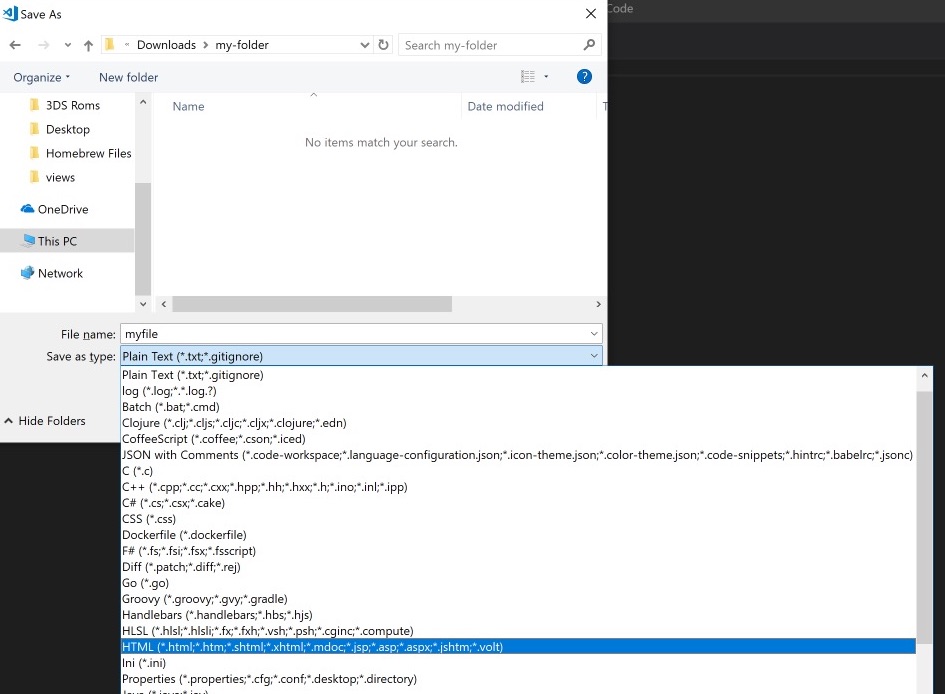 Save As
Code
« Downloads › my-folder
Search my-folder
Organize
New folder
?
3DS Roms
Desktop
Homebrew Files
views
OneDrive
This PC
Network
Name
Date modified
T
No items match your search.
File name: myfile
Save as type: Plain Text (*.txt;*.gitignore)
Hide Folders
Plain Text (*.txt;*.gitignore)
log (*.log;*.*.log.?)
Batch (*.bat;*.cmd)
Clojure (*.clj;*.cljs;*.cljc;*.cljx;*.clojure;*.edn)
CoffeeScript (*.coffee;*.cson;*.iced)
JSON with Comments (*.code-workspace;*.language-configuration.json;*.icon-theme.json;*.color-theme.json;*.code-snippets;*.hintrc;*.babelrc;*.jsonc)
C (*.c)
C++ (*.cpp;*.cc;*.cxx;*.hpp;*.hh;*.hxx;*.h;*.ino;*.inl;*.ipp)
C# (*.cs;*.csx;*.cake)
CSS (*.css)
Dockerfile (*.dockerfile)
F# (*.fs;*.fsi;*.fsx;*.fsscript)
Diff (*.patch;*.diff;*.rej)
Go (*.go)
Groovy (*.groovy;*.gvy;*.gradle)
Handlebars (*.handlebars;*.hbs;*.hjs)
HLSL (*.hlsl;*.hlsli;*.fx;*.fxh;*.vsh;*.psh;*.cginc;*.compute)
HTML (*.html;*.htm;*.shtml;*.xhtml;*.mdoc;*.jsp;*.asp;*.aspx;*.jshtm;*.volt)
Ini (*.ini)
Properties (*.properties;*.cfg;*.conf;*.desktop;*.directory)